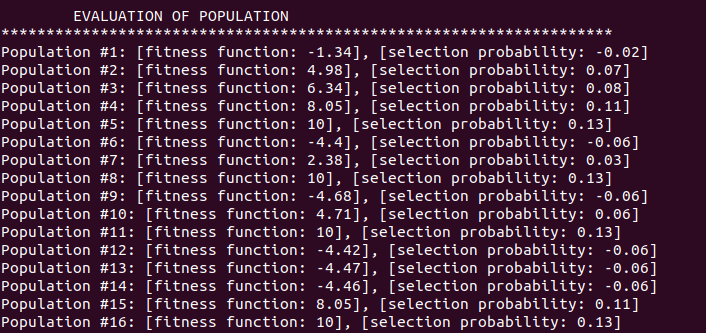 EVALUATION OF POPULATION
********************************************************************
Population #1: [fitness function: -1.34], [selection probability: -0.02]
Population #2: [fitness function: 4.98], [selection probability: 0.07]
Population #3: [fitness function: 6.34], [selection probability: 0.08]
Population #4: [fitness function: 8.05], [selection probability: 0.11]
Population #5: [fitness function: 10], [selection probability: 0.13]
Population #6: [fitness function: -4.4], [selection probability: -0.06]
Population #7: [fitness function: 2.38], [selection probability: 0.03]
Population #8: [fitness function: 10], [selection probability: 0.13]
Population #9: [fitness function: -4.68], [selection probability: -0.06]
Population #10: [fitness function: 4.71], [selection probability: 0.06]
Population #11: [fitness function: 10], [selection probability: 0.13]
Population #12: [fitness function: -4.42], [selection probability: -0.06]
Population #13: [fitness function: -4.47], [selection probability: -0.06]
Population #14: [fitness function: -4.46], [selection probability: -0.06]
Population #15: [fitness function: 8.05], [selection probability: 0.11]
Population #16: [fitness function: 10], [selection probability: 0.13]